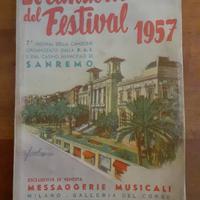 Le Canzoni
del Festival
1957
7° FESTIVAL DELLA CANZONE
ORGANIZZATO DALLA R.A.I.
E DAL CASINO MUNICIPALE DI
SANREMO
ESCLUSIVITÀ DI VENDITA
MESSAGGERIE MUSICALI
MILANO - GALLERIA DEL CORSO